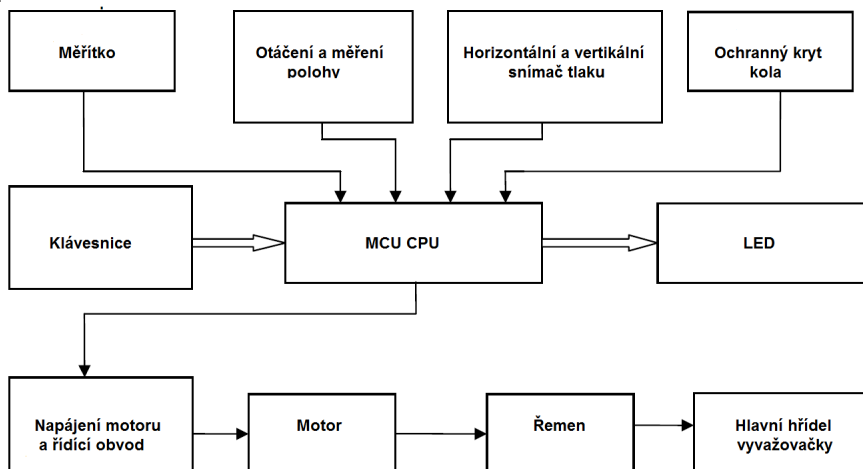 Měřítko
Otáčení a měření
polohy
Horizontální a vertikální
snímač tlaku
Ochranný kryt
kola
Klávesnice
MCU CPU
LED
Napájení motoru
a řídící obvod
Motor
Řemen
Hlavní hřídel
vyvažovačky